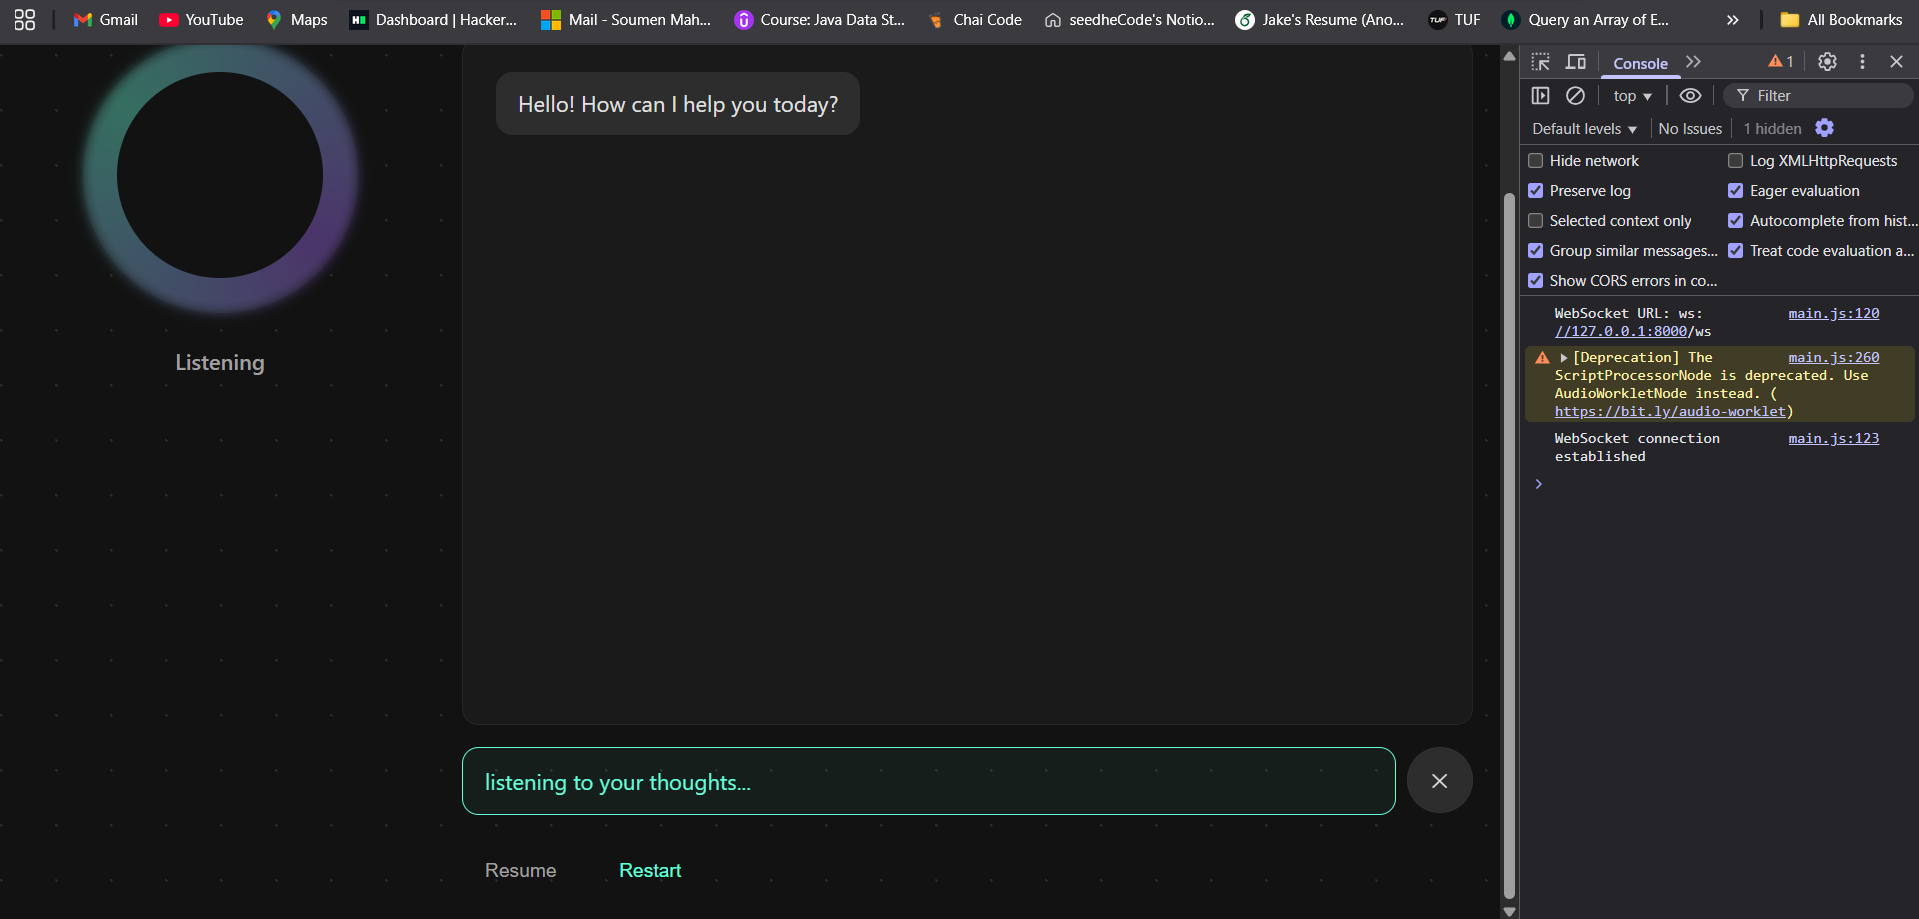 Gmail YouTube Maps Dashboard | Hacker... Mail - Soumen Mah... Course: Java Data St... Chai Code seedheCode's Notio... Jake's Resume (Ano... TUF TUF Query an Array of E... » All Bookmarks
Hello! How can I help you today?
Listening
listening to your thoughts...
Resume Restart
Console 1
top Filter
Default levels No Issues 1 hidden
Hide network Log XMLHttpRequests
Preserve log Eager evaluation
Selected context only Autocomplete from hist...
Group similar messages... Treat code evaluation a...
Show CORS errors in co...
WebSocket URL: ws: main.js:120
//127.0.0.1:8000/ws
[Deprecation] The main.js:260
ScriptProcessorNode is deprecated. Use
AudioWorkletNode instead. (
https://bit.ly/audio-worklet)
WebSocket connection main.js:123
established